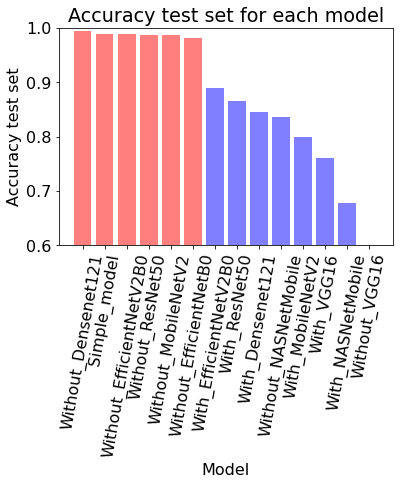 Accuracy test set for each model
Accuracy test set
1.0
0.9
0.8
0.7
0.6
Without_Densenet121
Simple_model
Without_EfficientNetV2B0
Without_ResNet50
Without_MobileNetV2
Without_EfficientNetB0
With_EfficientNetV2B0
With_ResNet50
With_Densenet121
Without_NASNetMobile
With_MobileNetV2
With_VGG16
With_NASNetMobile
Without_VGG16
Model